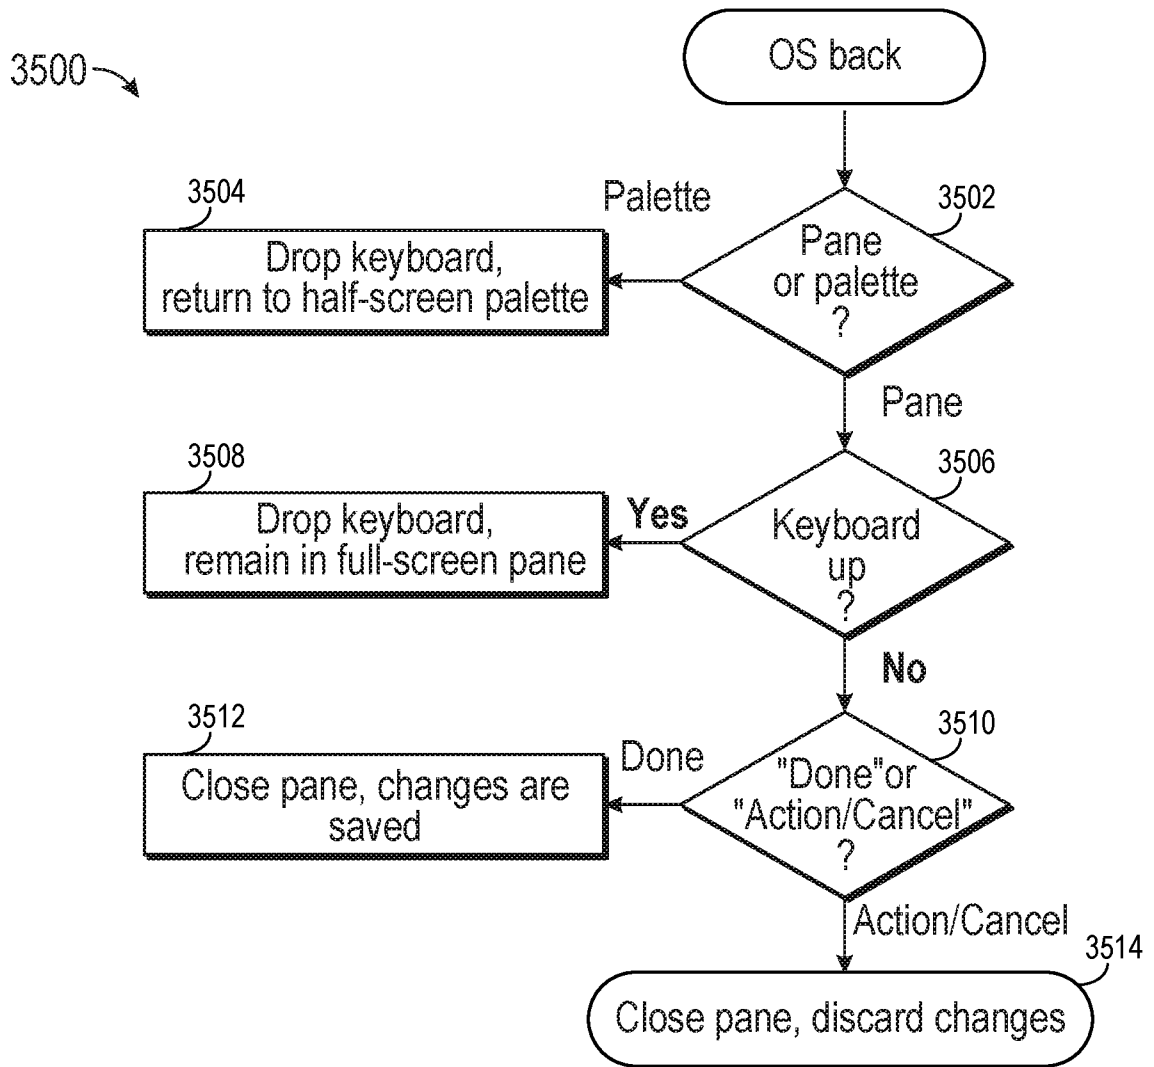 3500
OS back
3504
Palette
3502
Drop keyboard,
return to half-screen palette
Pane
or palette
?
Pane
3508
3506
Drop keyboard,
remain in full-screen pane
Yes
Keyboard
up
?
No
3512
3510
Close pane, changes are
saved
Done
"Done"or
"Action/Cancel"
?
Action/Cancel
3514
Close pane, discard changes